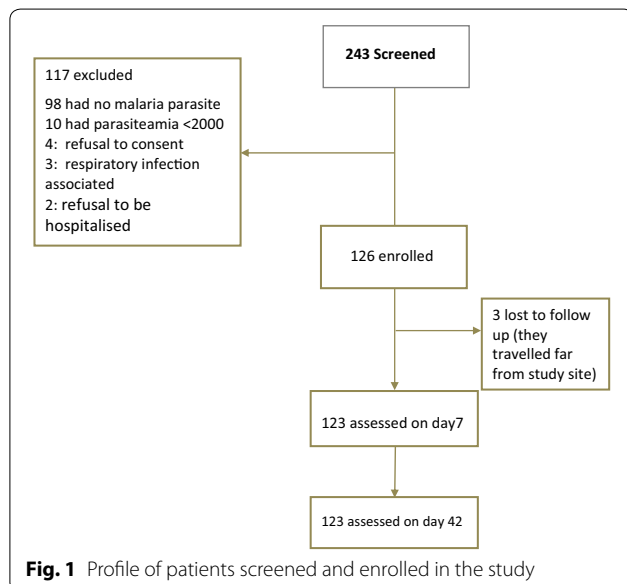 243 Screened
117 excluded
98 had no malaria parasite
10 had parasiteamia <2000
4: refusal to consent
3: respiratory infection
associated
2: refusal to be
hospitalised
126 enrolled
3 lost to follow
up (they
travelled far
from study site)
123 assessed on day7
123 assessed on day 42
Fig. 1 Profile of patients screened and enrolled in the study